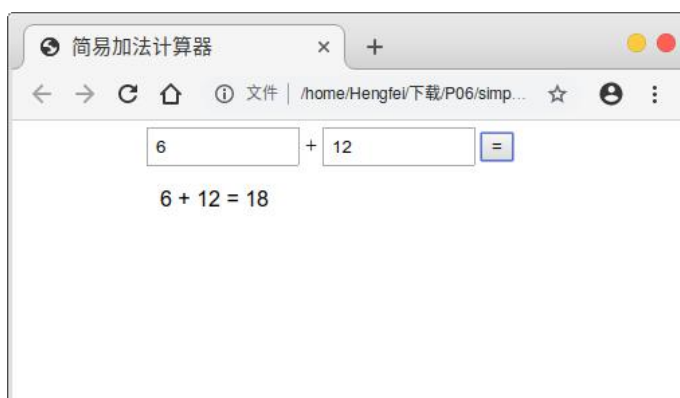 简易加法计算器
文件 /home/Hengfei/下载/P06/simp...
6 + 12 =
6 + 12 = 18